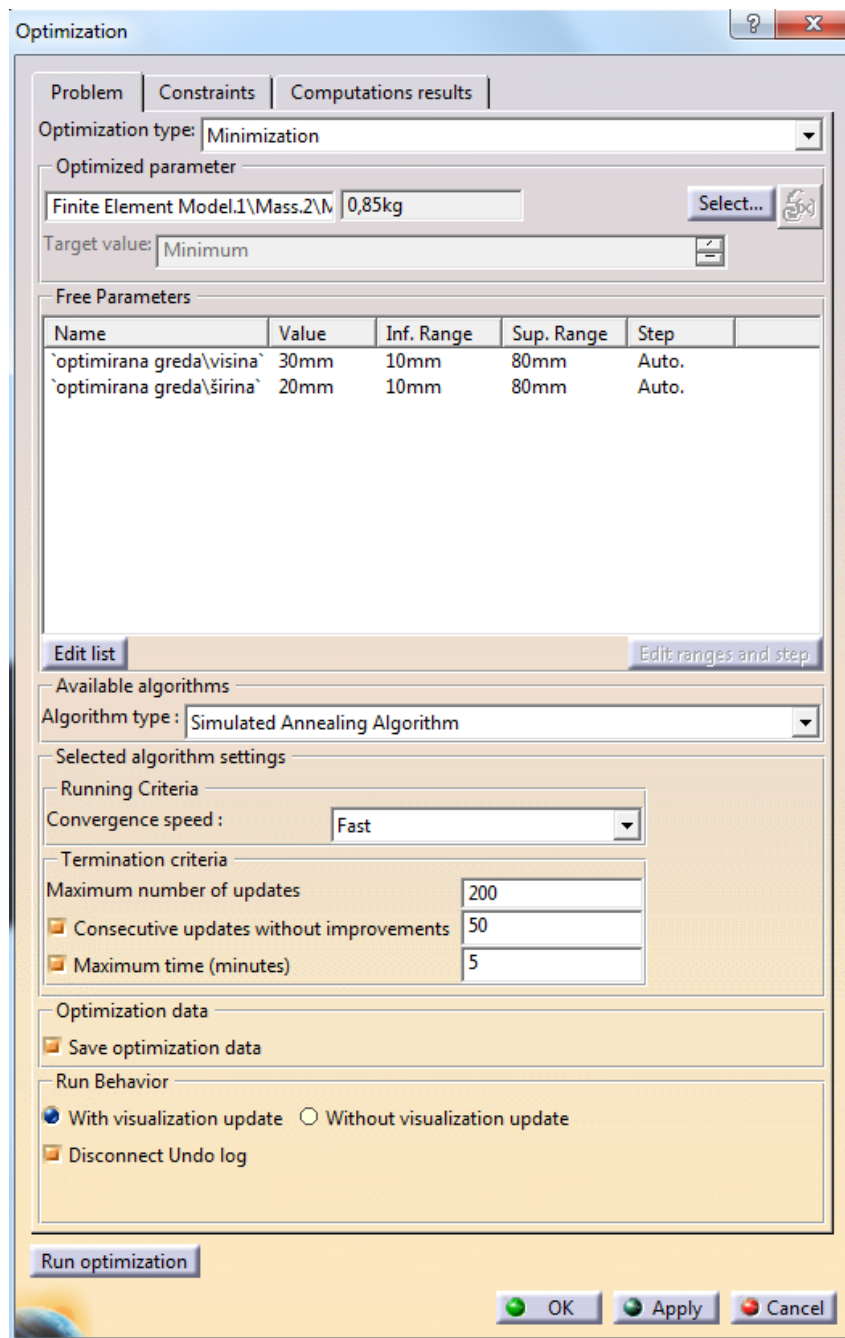 Optimization
Problem Constraints Computations results
Optimization type: Minimization
Optimized parameter
Finite Element Model.1\Mass.2\M 0,85kg Select...
Target value: Minimum
Free Parameters
Name Value Inf. Range Sup. Range Step
`optimirana greda\visina` 30mm 10mm 80mm Auto.
`optimirana greda\širina` 20mm 10mm 80mm Auto.
Edit list Edit ranges and step
Available algorithms
Algorithm type : Simulated Annealing Algorithm
Selected algorithm settings
Running Criteria
Convergence speed : Fast
Termination criteria
Maximum number of updates 200
Consecutive updates without improvements 50
Maximum time (minutes) 5
Optimization data
Save optimization data
Run Behavior
With visualization update Without visualization update
Disconnect Undo log
Run optimization
OK Apply Cancel